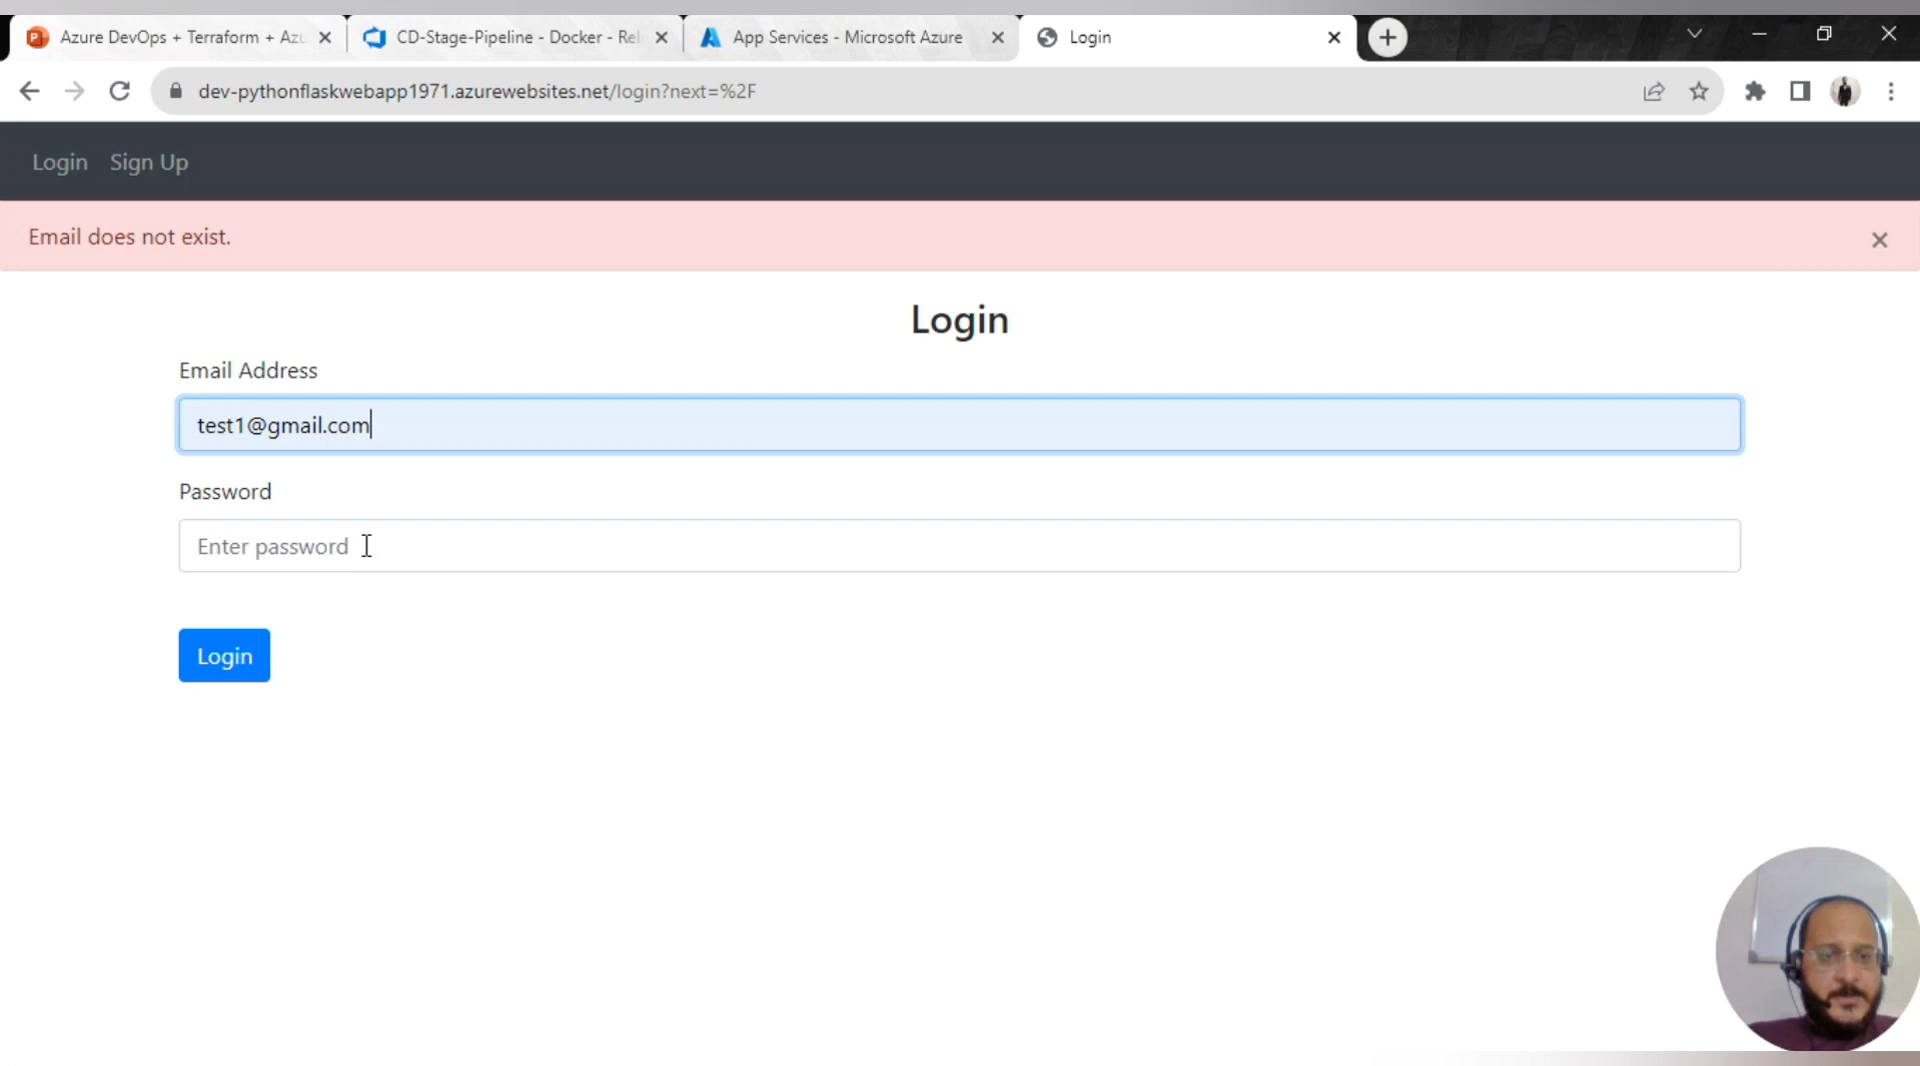 Azure DevOps + Terraform + Azu
CD-Stage-Pipeline - Docker - Rel
App Services - Microsoft Azure
Login
dev-pythonflaskwebapp1971.azurewebsites.net/login?next=%2F
Login Sign Up
Email does not exist.
Login
Email Address
test1@gmail.com
Password
Enter password
Login